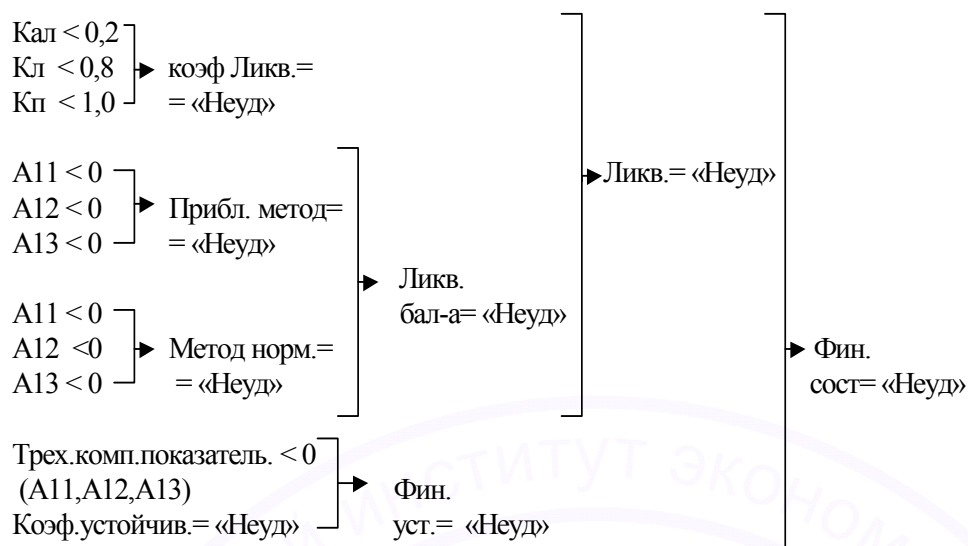 Кал < 0,2
Кл < 0,8
Кп < 1,0
коэф Ликв.=
= «Неуд»
А11 < 0
А12 < 0
А13 < 0
Прибл. метод=
= «Неуд»
А11 < 0
А12 <0
А13 < 0
Метод норм.=
= «Неуд»
Ликв.
бал-а= «Неуд»
Ликв.= «Неуд»
Трех.комп.показатель. < 0
(А11,А12,А13)
Коэф.устойчив.= «Неуд»
Фин.
уст.= «Неуд»
Фин.
сост= «Неуд»
ИНСТИТУТ ЭКОНОМ